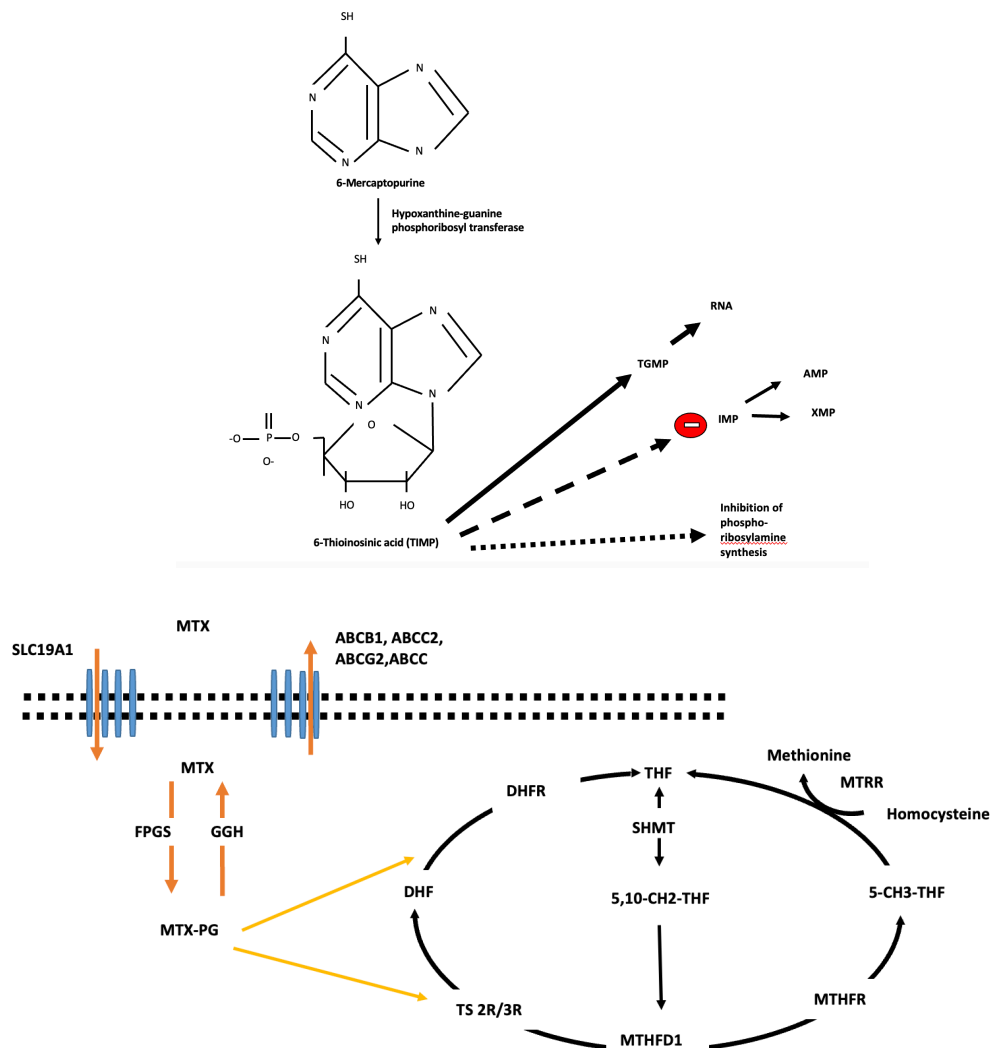 SH
N
N
N
N
6-Mercaptopurine
Hypoxanthine-guanine
phosphoribosyl transferase
SH
N
N
N
N
O
-O
P
O
O-
HO
HO
6-Thioinosinic acid (TIMP)
RNA
TGMP
AMP
IMP
XMP
Inhibition of
phospho-
ribosylamine
synthesis
MTX
SLC19A1
ABCB1, ABCC2,
ABCG2,ABCC
MTX
FPGS
GGH
MTX-PG
DHFR
THF
SHMT
DHF
5,10-CH2-THF
5-CH3-THF
Methionine
MTRR
Homocysteine
TS 2R/3R
MTHFD1
MTHFR